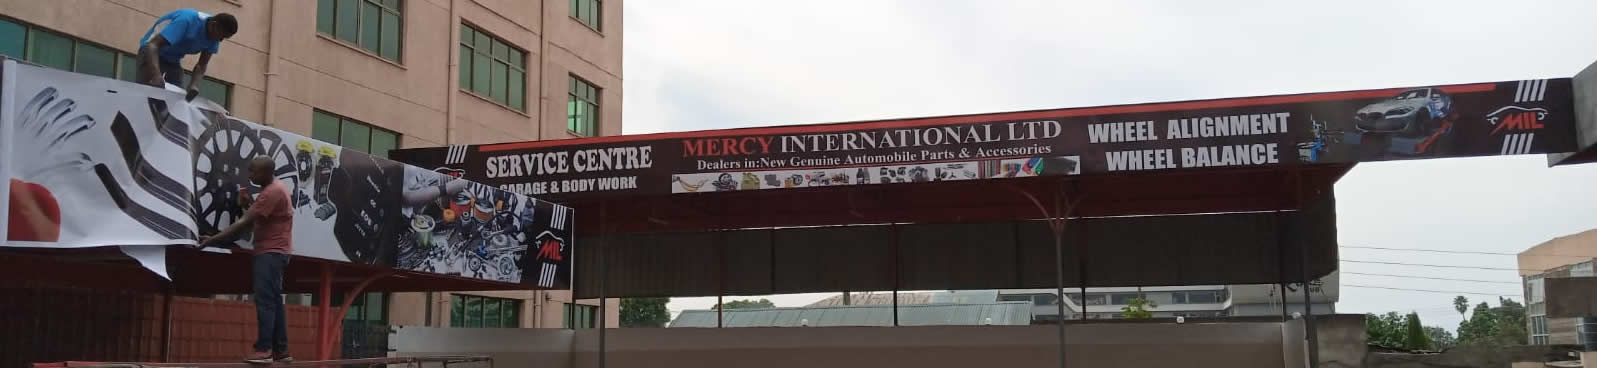 SERVICE CENTRE
GARAGE & BODY WORK
MERCY INTERNATIONAL LTD
Dealers in:New Genuine Automobile Parts & Accessories
WHEEL ALIGNMENT
WHEEL BALANCE
MIL
MIL